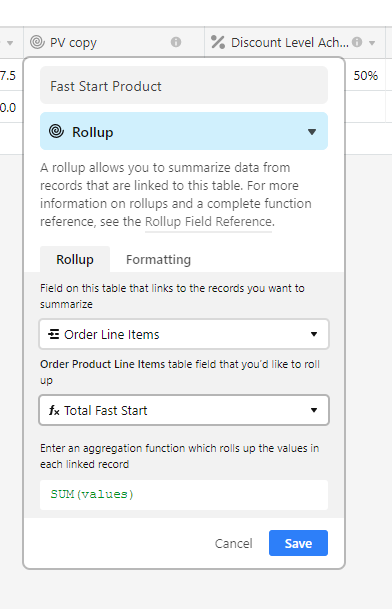 PV copy
Discount Level Ach...
7.5
50%
0.0
Fast Start Product
Rollup
A rollup allows you to summarize data from
records that are linked to this table. For more
information on rollups and a complete function
reference, see the Rollup Field Reference.
Rollup Formatting
Field on this table that links to the records you want to
summarize
Order Line Items
Order Product Line Items table field that you'd like to roll
up
fx Total Fast Start
Enter an aggregation function which rolls up the values in
each linked record
SUM(values)
Cancel Save